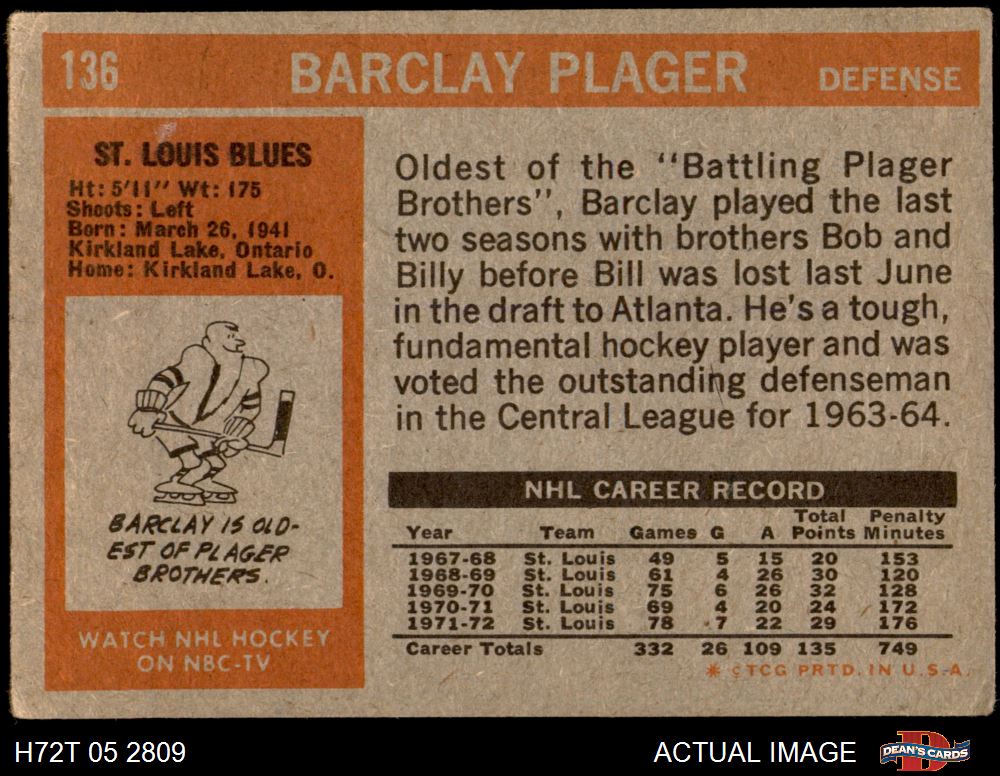 136 BARCLAY PLAGER DEFENSE
ST. LOUIS BLUES
Ht: 5'11" Wt: 175
Shoots: Left
Born: March 26, 1941
Kirkland Lake, Ontario
Home: Kirkland Lake, O.
BARCLAY IS OLD-
EST OF PLAGER
BROTHERS.
WATCH NHL HOCKEY
ON NBC-TV
Oldest of the "Battling Plager
Brothers", Barclay played the last
two seasons with brothers Bob and
Billy before Bill was lost last June
in the draft to Atlanta. He's a tough,
fundamental hockey player and was
voted the outstanding defenseman
in the Central League for 1963-64.
NHL CAREER RECORD
Year Team Games G A Total Points Penalty Minutes
1967-68 St. Louis 49 5 15 20 153
1968-69 St. Louis 61 4 26 30 120
1969-70 St. Louis 75 6 26 32 128
1970-71 St. Louis 69 4 20 24 172
1971-72 St. Louis 78 7 22 29 176
Career Totals 332 26 109 135 749
* © TCG PRTD. IN U.S.A.
H72T 05 2809 ACTUAL IMAGE DEAN'S CARDS